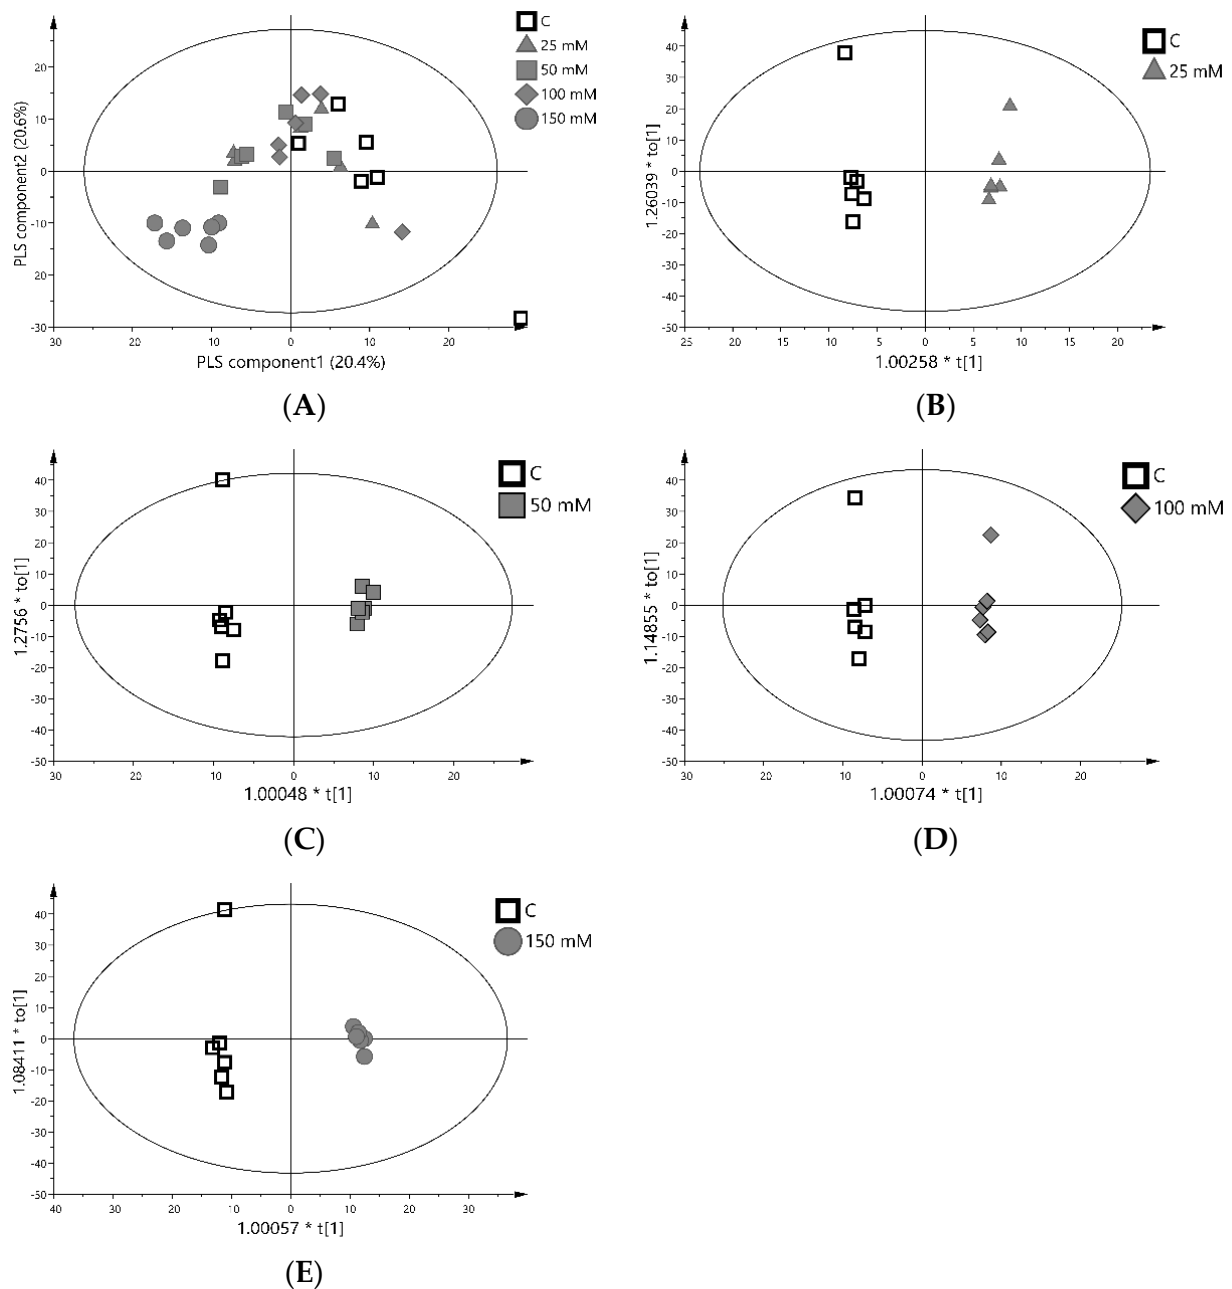 C
25 mM
50 mM
100 mM
150 mM
20
10
0
-10
20
-30
30
20
10
0
10
20
PLS component2 (20.6%)
PLS component1 (20.4%)
(A)
C
25 mM
40
30
20
10
0
-10
-20
-30
-40
-50
25
20
15
10
5
0
5
10
15
20
1.26039 * to[1]
1.00258 * t[1]
(B)
C
50 mM
40
30
20
10
0
-10
-20
-30
-40
-50
30
20
10
0
10
20
1.2756 * to[1]
1.00048 * t[1]
(C)
C
100 mM
40
30
20
10
0
-10
-20
-30
-40
-50
30
20
10
0
10
20
1.14855 * to[1]
1.00074 * t[1]
(D)
C
150 mM
40
30
20
10
0
-10
-20
-30
-40
-50
40
30
20
10
0
10
20
30
1.08411 * to[1]
1.00057 * t[1]
(E)